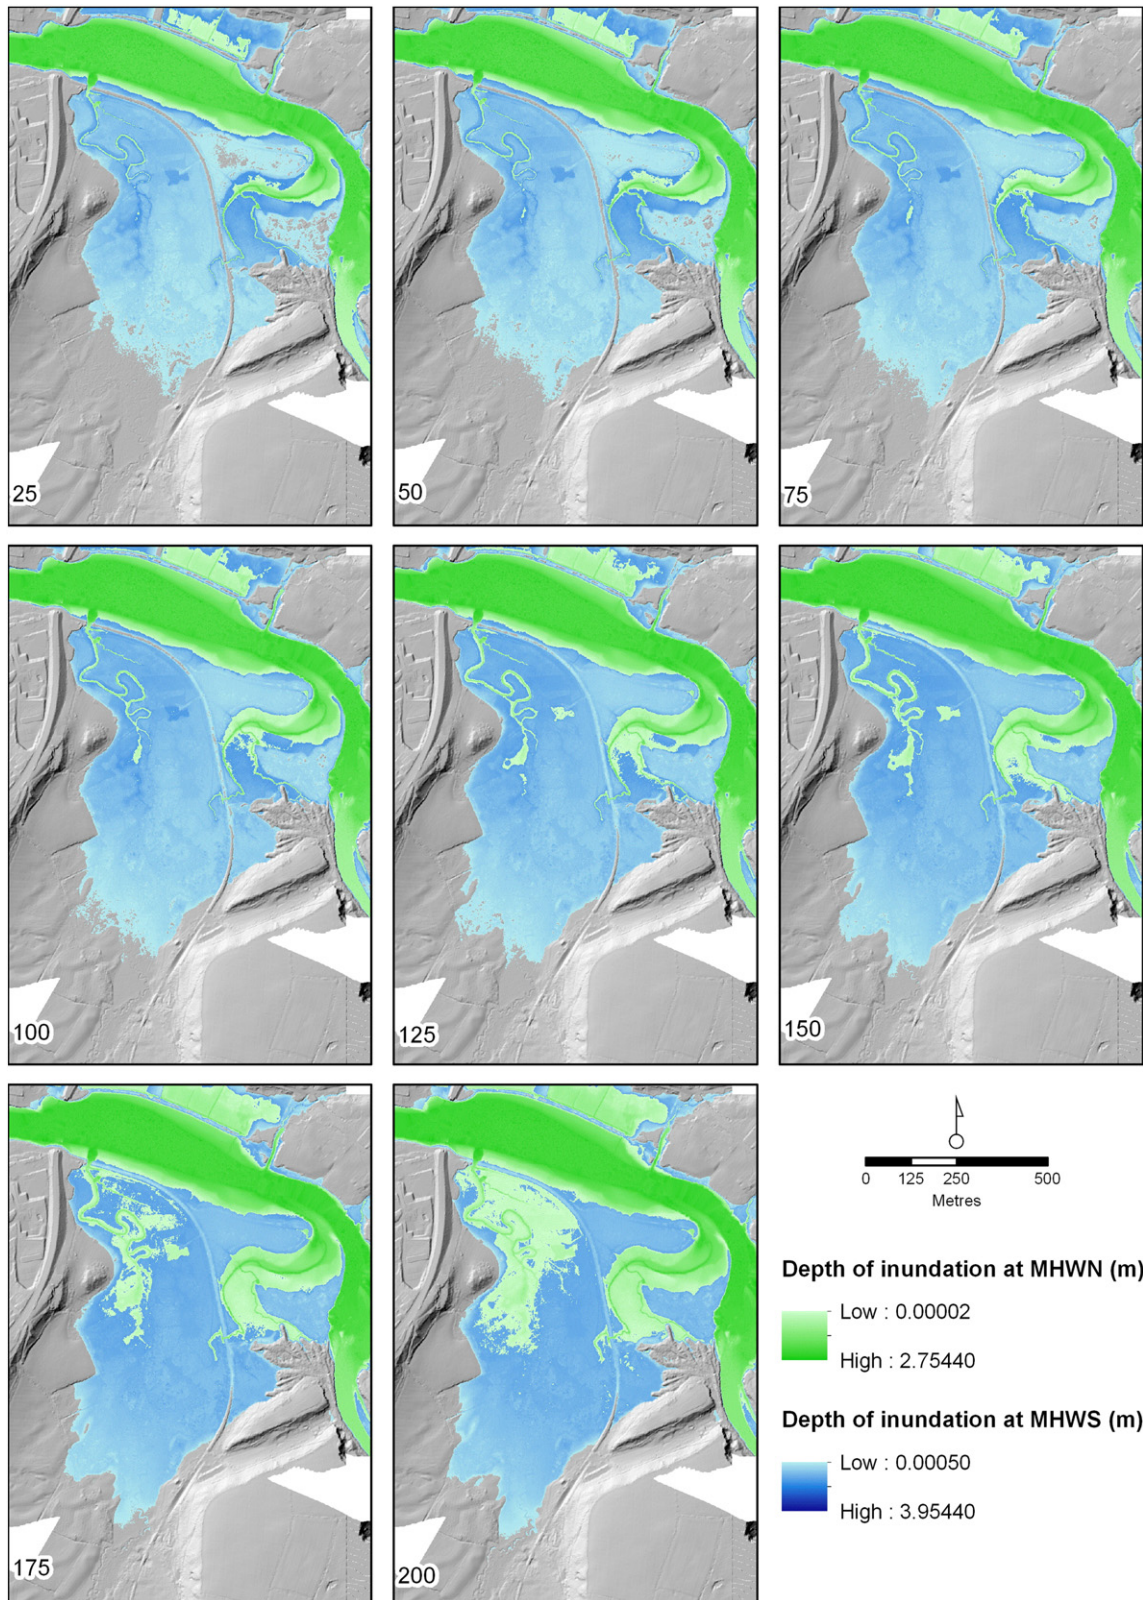 25
50
75
100
125
150
175
200
0 125 250 500
Metres
Depth of inundation at MHWN (m)
Low : 0.00002
High : 2.75440
Depth of inundation at MHWS (m)
Low : 0.00050
High : 3.95440